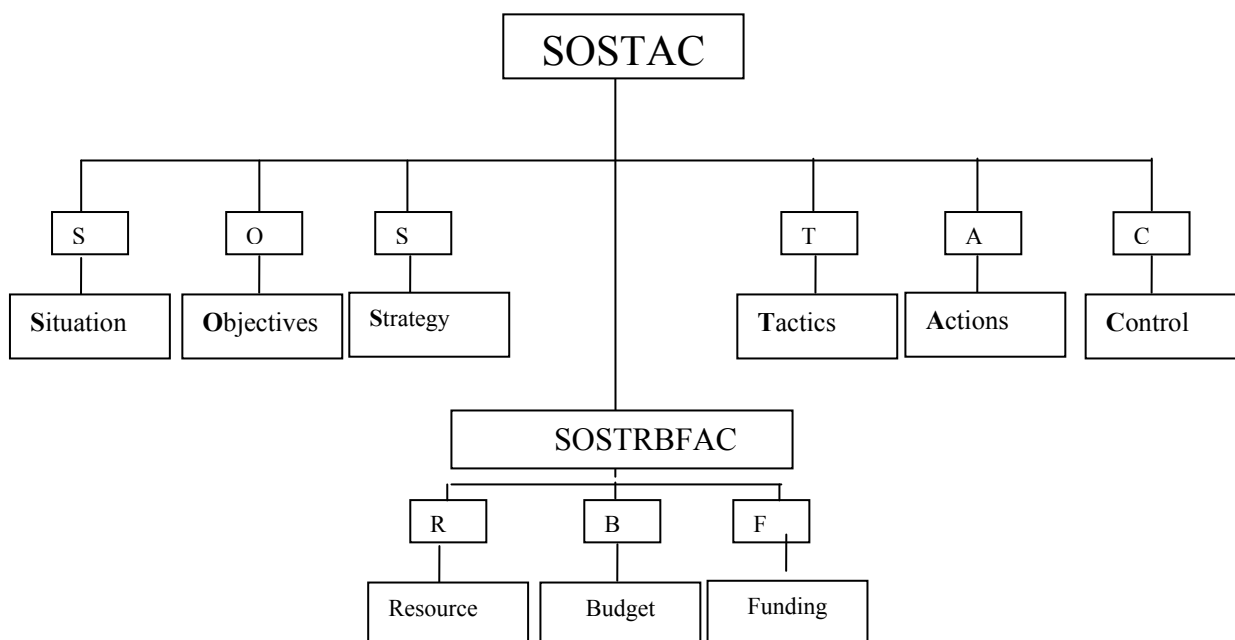 SOSTAC
S O S T A C
Situation Objectives Strategy Tactics Actions Control
SOSTRBFAC
R B F
Resource Budget Funding